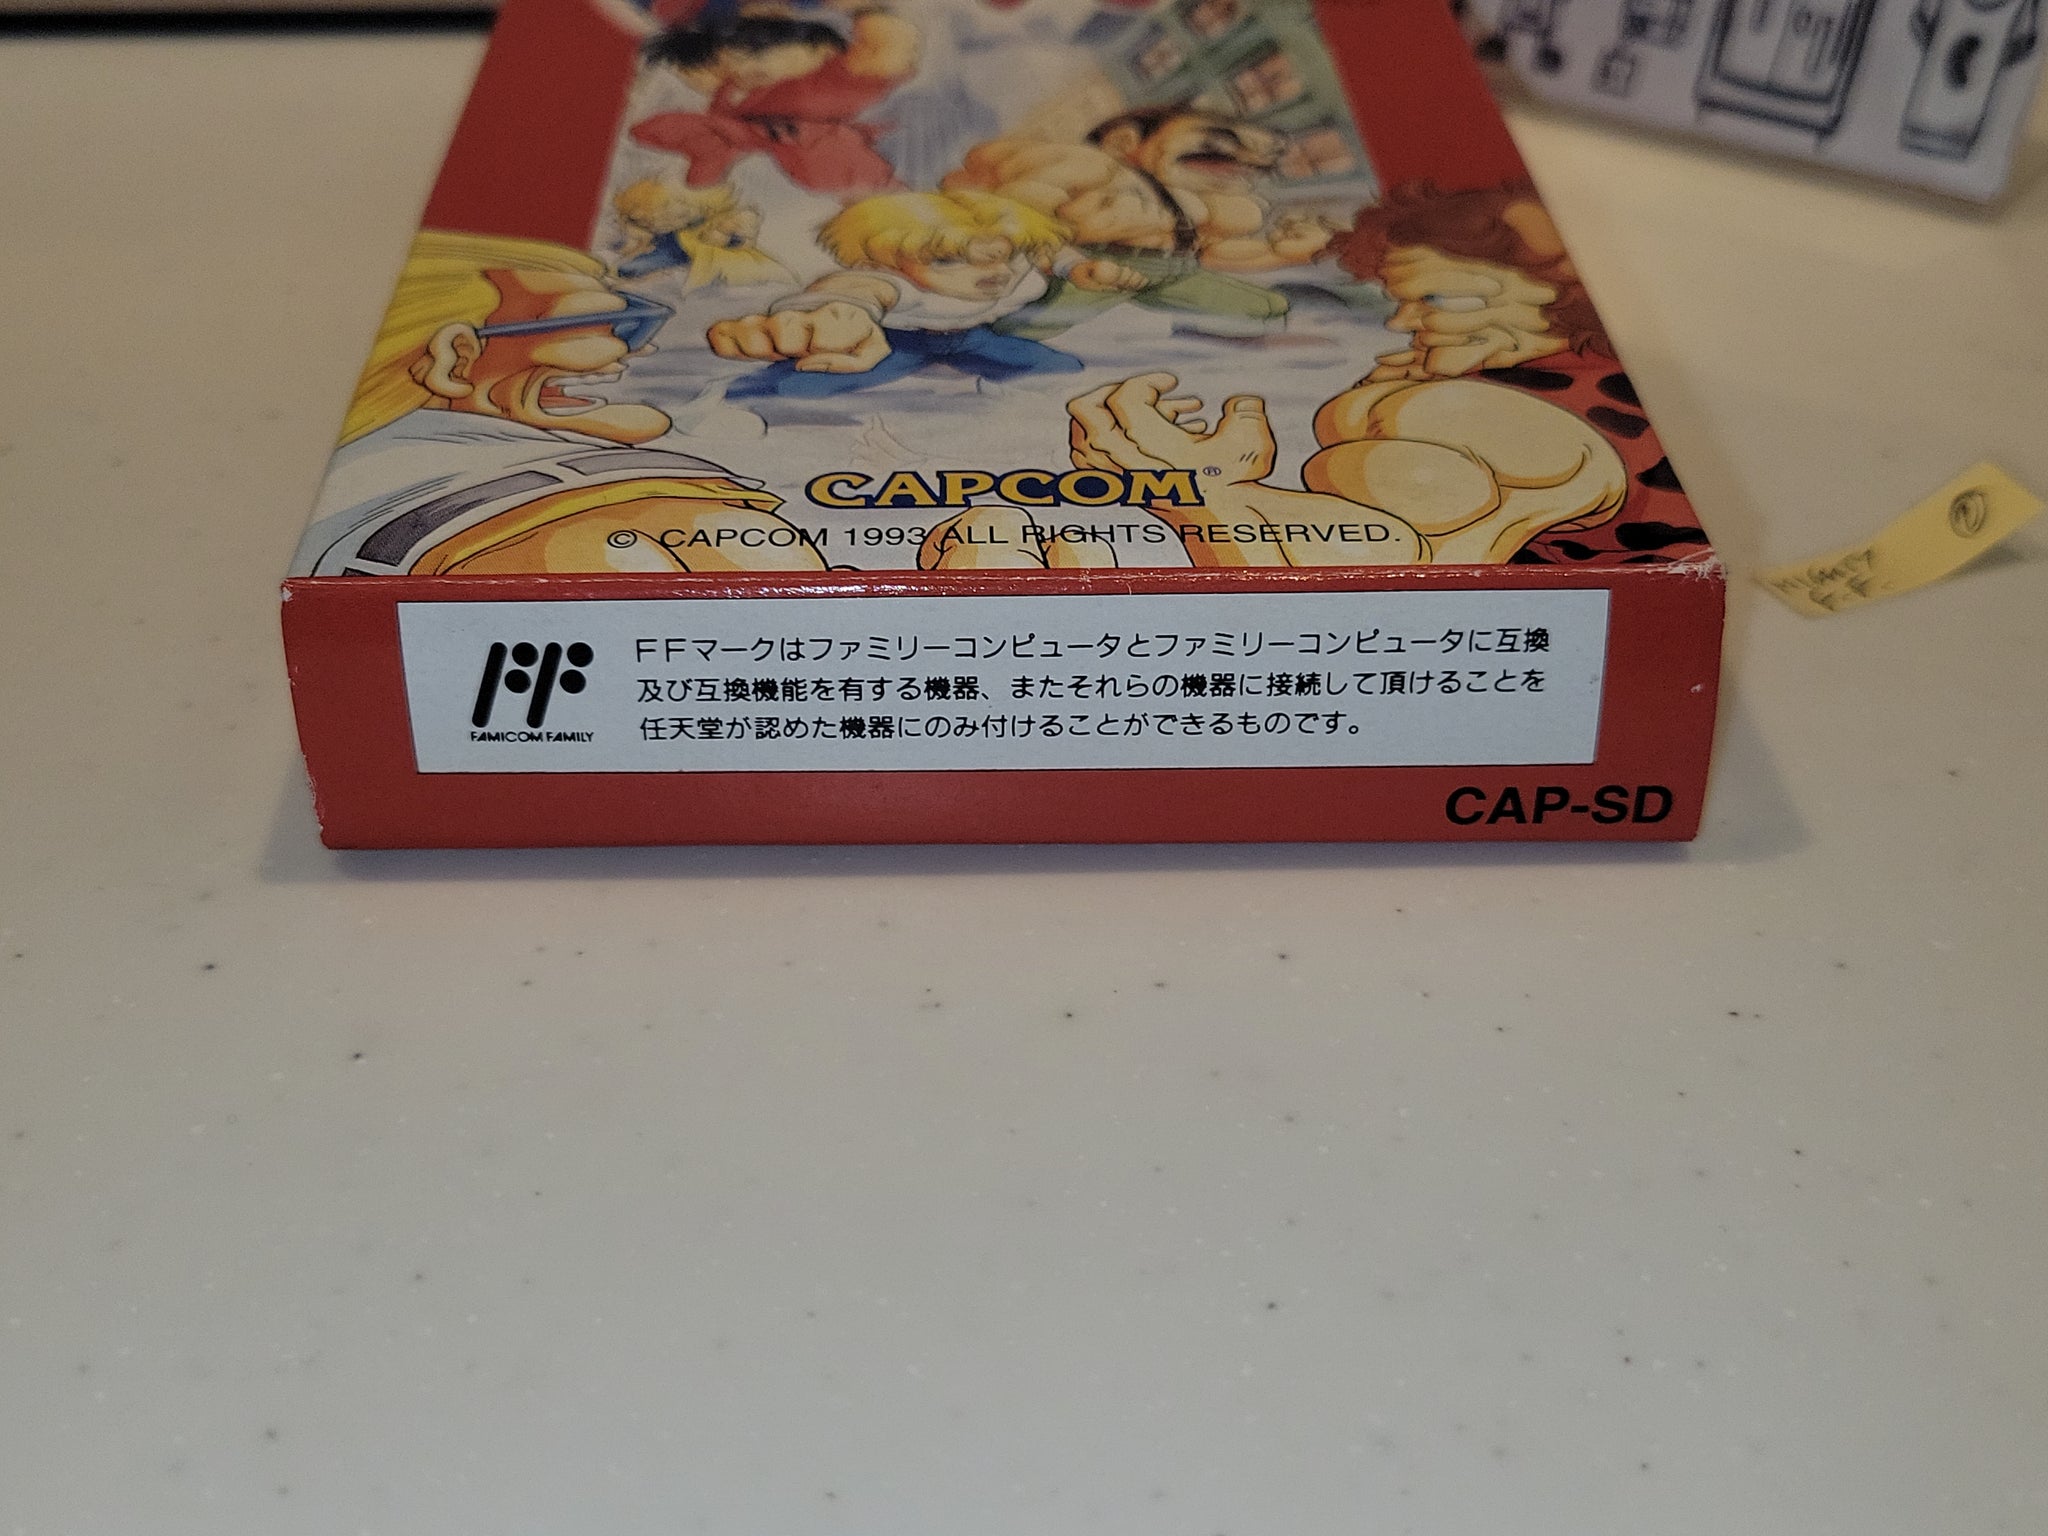 CAPCOM®
© CAPCOM 1993 ALL RIGHTS RESERVED.
FAMICOM FAMILY
FFマークはファミリーコンピュータとファミリーコンピュータに互換
及び互換機能を有する機器、またそれらの機器に接続して頂けることを
任天堂が認めた機器にのみ付けることができるものです。
CAP-SD
MIGHTY
F.F.